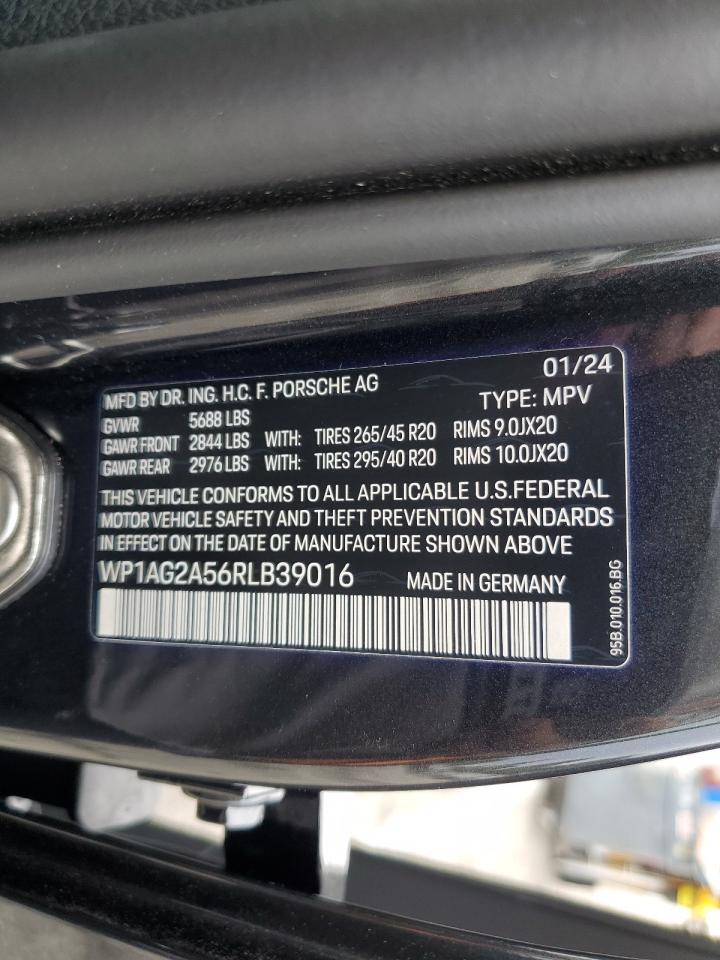 MFD BY DR. ING. H.C. F. PORSCHE AG 01/24
GVWR 5688 LBS TYPE: MPV
GAWR FRONT 2844 LBS WITH: TIRES 265/45 R20 RIMS 9.0JX20
GAWR REAR 2976 LBS WITH: TIRES 295/40 R20 RIMS 10.0JX20
THIS VEHICLE CONFORMS TO ALL APPLICABLE U.S.FEDERAL
MOTOR VEHICLE SAFETY AND THEFT PREVENTION STANDARDS
IN EFFECT ON THE DATE OF MANUFACTURE SHOWN ABOVE
WP1AG2A56RLB39016 MADE IN GERMANY
95B.010.016.BG